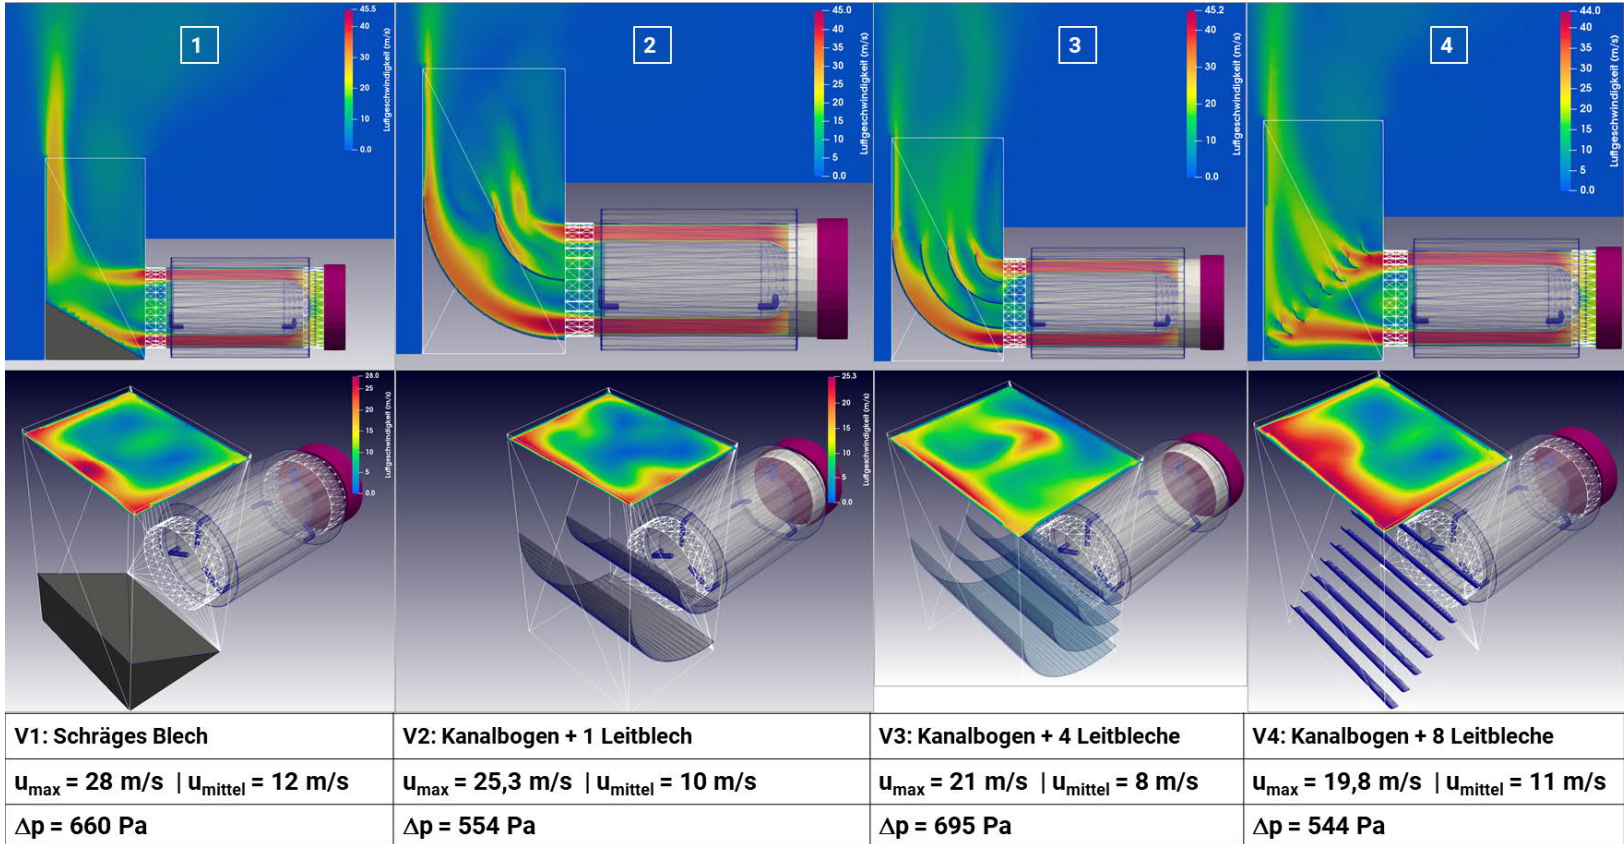 1
45.5
40
30
20
10
0.0
Luftgeschwindigkeit (m/s)
2
45.0
40
35
30
25
20
15
10
5
0.0
Luftgeschwindigkeit (m/s)
3
45.2
40
30
20
10
0.0
Luftgeschwindigkeit (m/s)
4
44.0
40
35
30
25
20
15
10
5
0.0
Luftgeschwindigkeit (m/s)
28.0
25
20
15
10
5
0.0
Luftgeschwindigkeit (m/s)
25.3
20
15
10
5
0.0
Luftgeschwindigkeit (m/s)
V1: Schräges Blech
V2: Kanalbogen + 1 Leitblech
V3: Kanalbogen + 4 Leitbleche
V4: Kanalbogen + 8 Leitbleche
umax = 28 m/s | umittel = 12 m/s
umax = 25,3 m/s | umittel = 10 m/s
umax = 21 m/s | umittel = 8 m/s
umax = 19,8 m/s | umittel = 11 m/s
Δp = 660 Pa
Δp = 554 Pa
Δp = 695 Pa
Δp = 544 Pa